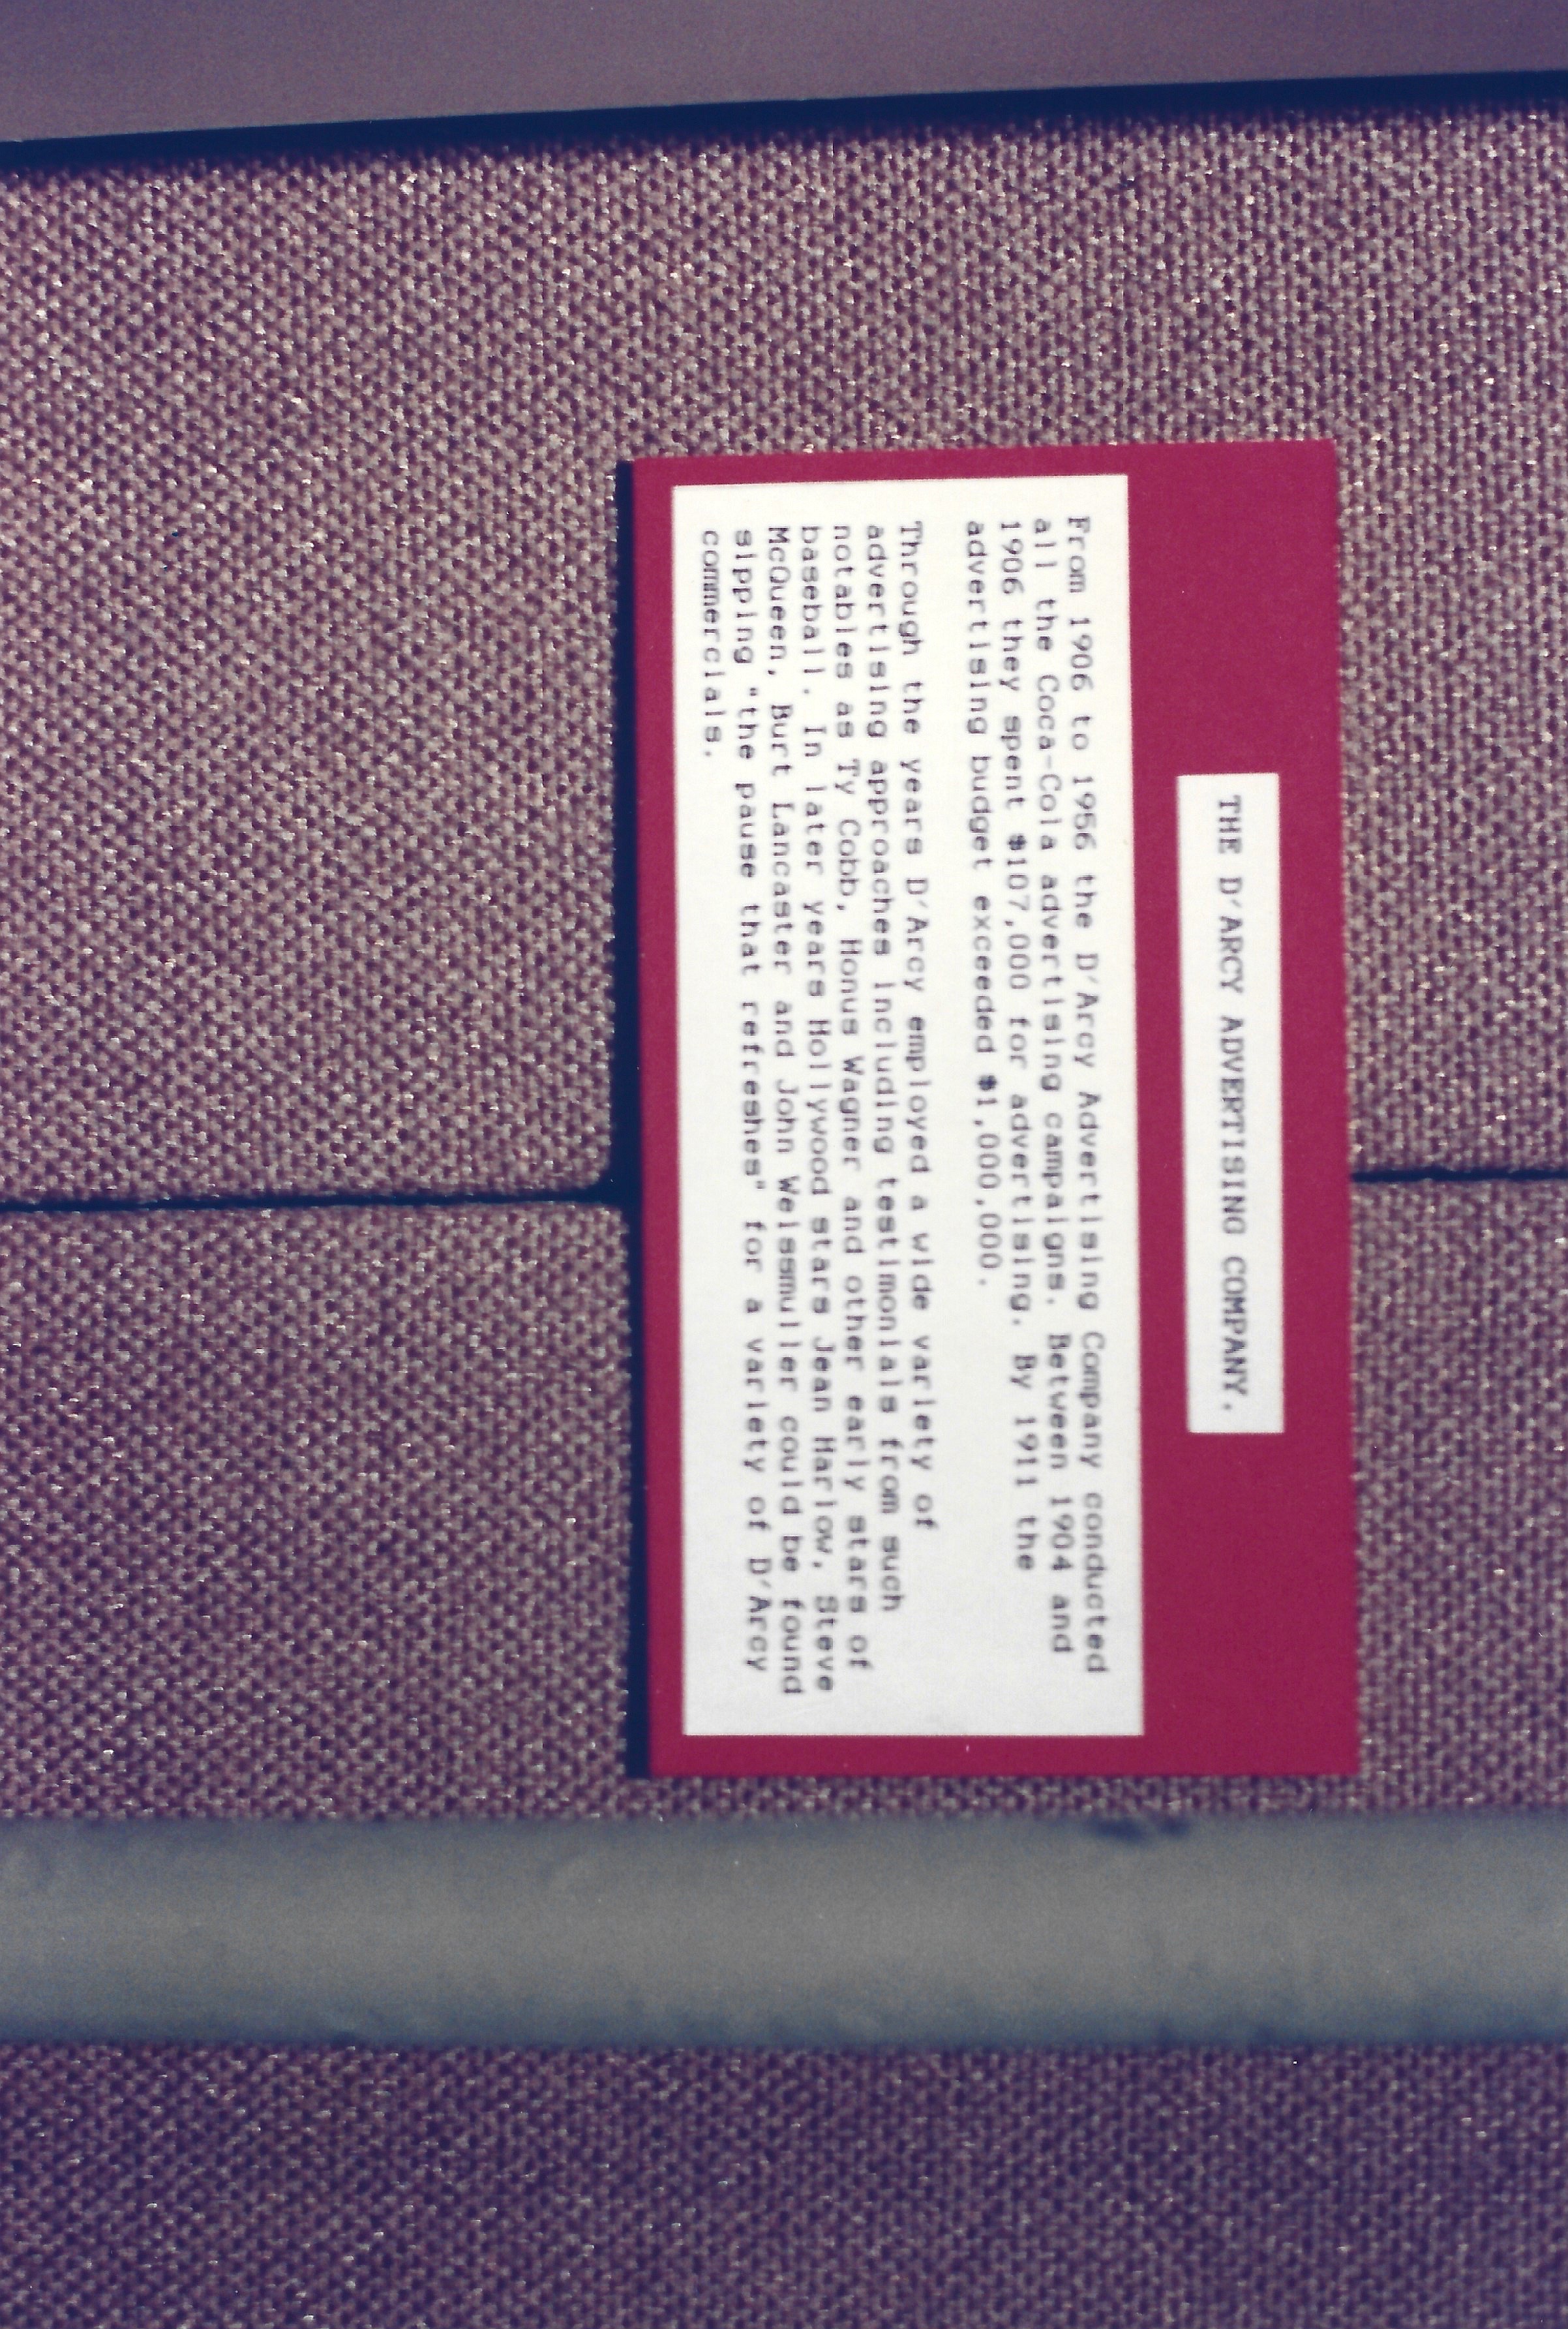 THE D'ARCY ADVERTISING COMPANY.
From 1906 to 1956 the D'Arcy Advertising Company conducted
all the Coca-Cola advertising campaigns. Between 1904 and
1906 they spent $107,000 for advertising. By 1911 the
advertising budget exceeded $1,000,000.
Through the years D'Arcy employed a wide variety of
advertising approaches including testimonials from such
notables as Ty Cobb, Honus Wagner and other early stars of
baseball. In later years Hollywood stars Jean Harlow, Steve
McQueen, Burt Lancaster and John Weissmuller could be found
sipping "the pause that refreshes" for a variety of D'Arcy
commercials.